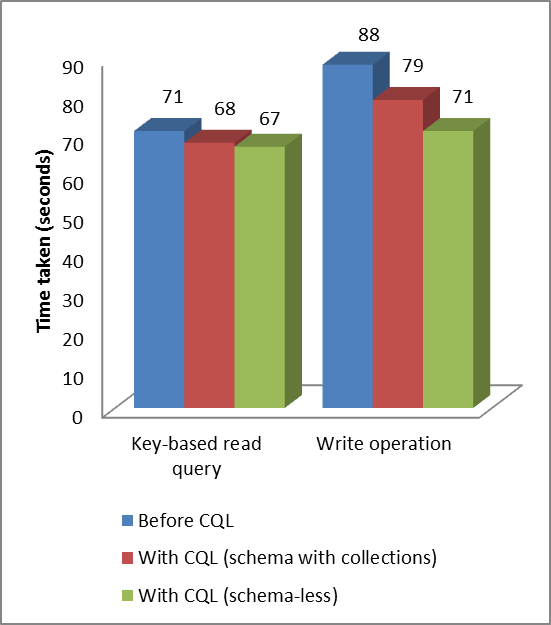 88
79
71
71
68
67
90
80
70
60
50
40
30
20
10
0
Time taken (seconds)
Key-based read
query
Write operation
Before CQL
With CQL (schema with collections)
With CQL (schema-less)